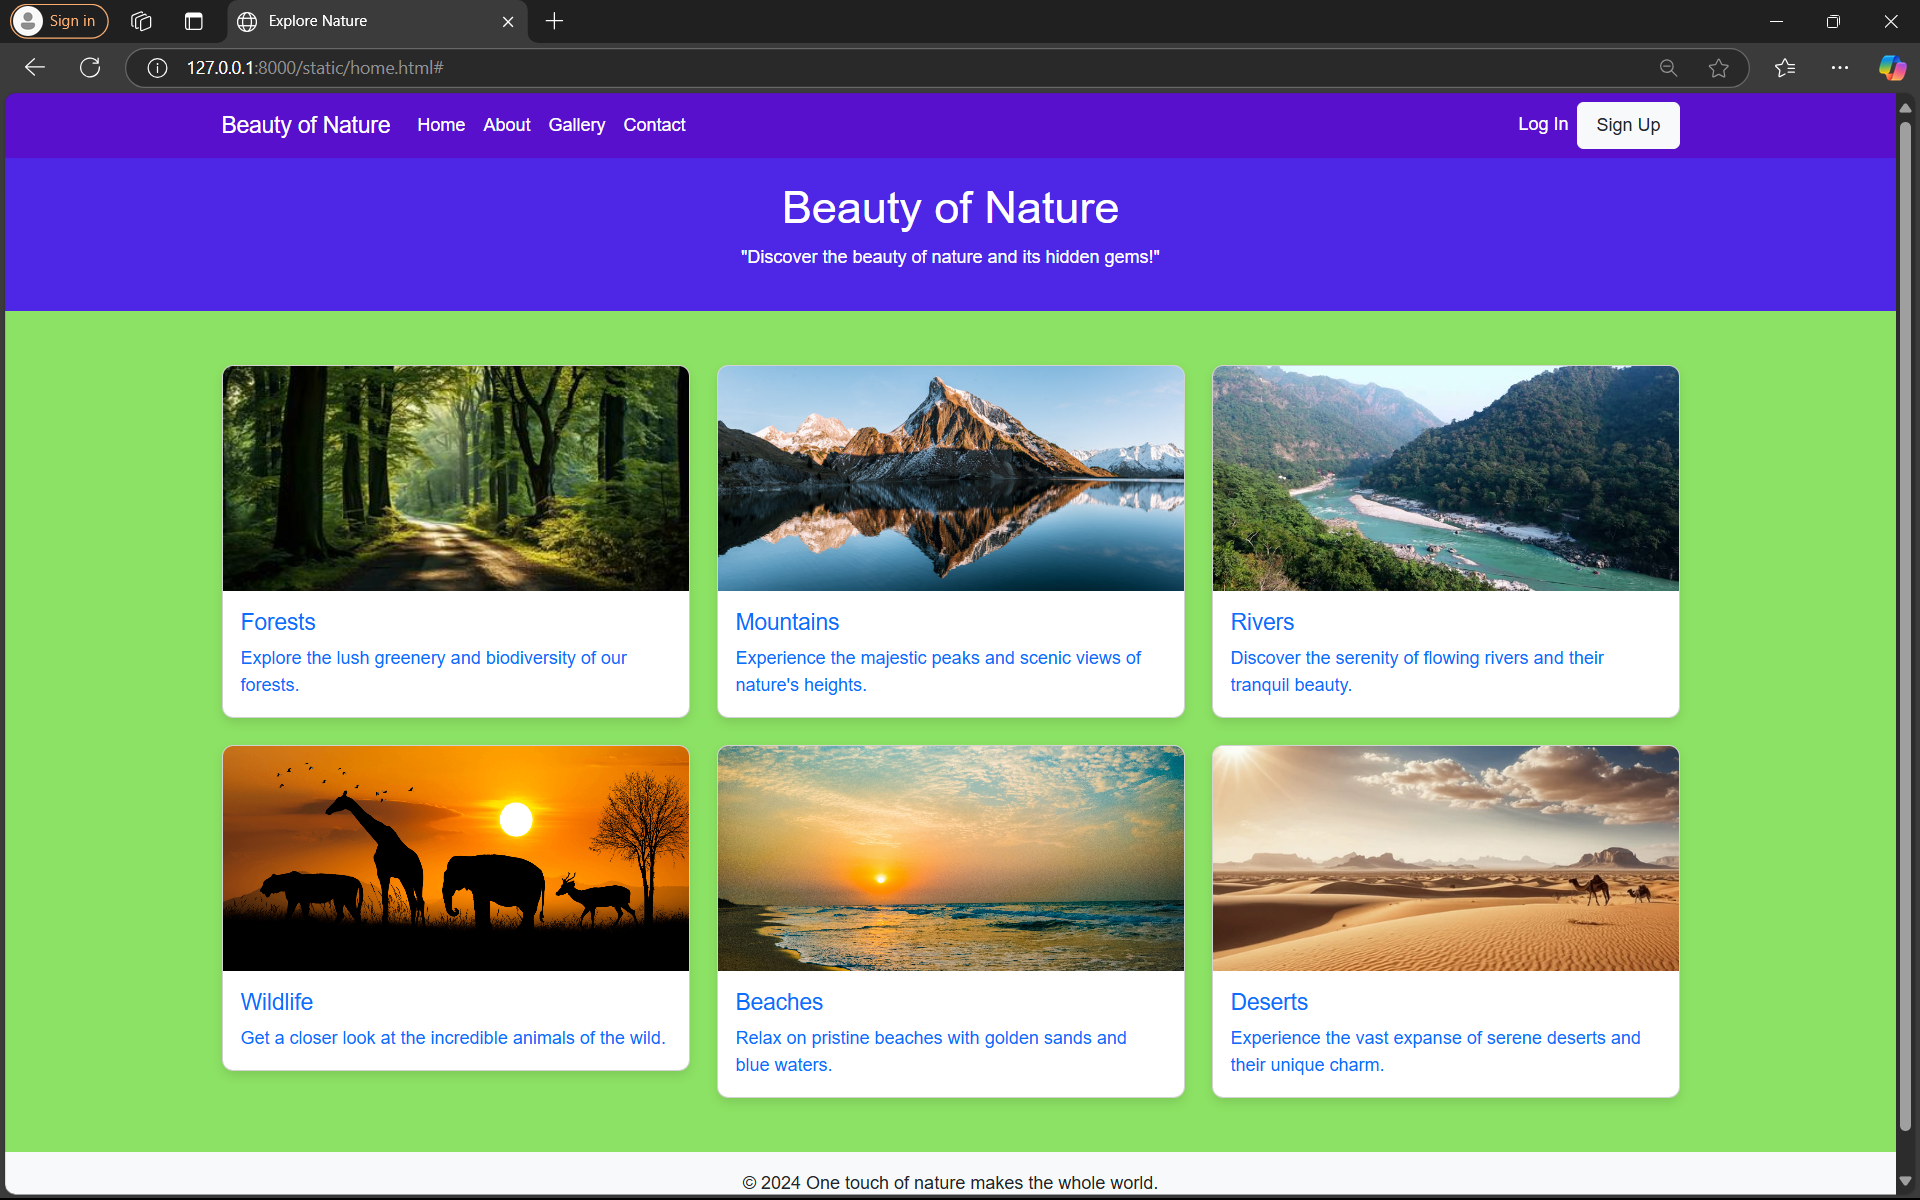 Sign in
Explore Nature
127.0.0.1:8000/static/home.html#
Beauty of Nature Home About Gallery Contact Log In Sign Up
Beauty of Nature
"Discover the beauty of nature and its hidden gems!"
Forests
Explore the lush greenery and biodiversity of our
forests.
Mountains
Experience the majestic peaks and scenic views of
nature's heights.
Rivers
Discover the serenity of flowing rivers and their
tranquil beauty.
Wildlife
Get a closer look at the incredible animals of the wild.
Beaches
Relax on pristine beaches with golden sands and
blue waters.
Deserts
Experience the vast expanse of serene deserts and
their unique charm.
© 2024 One touch of nature makes the whole world.